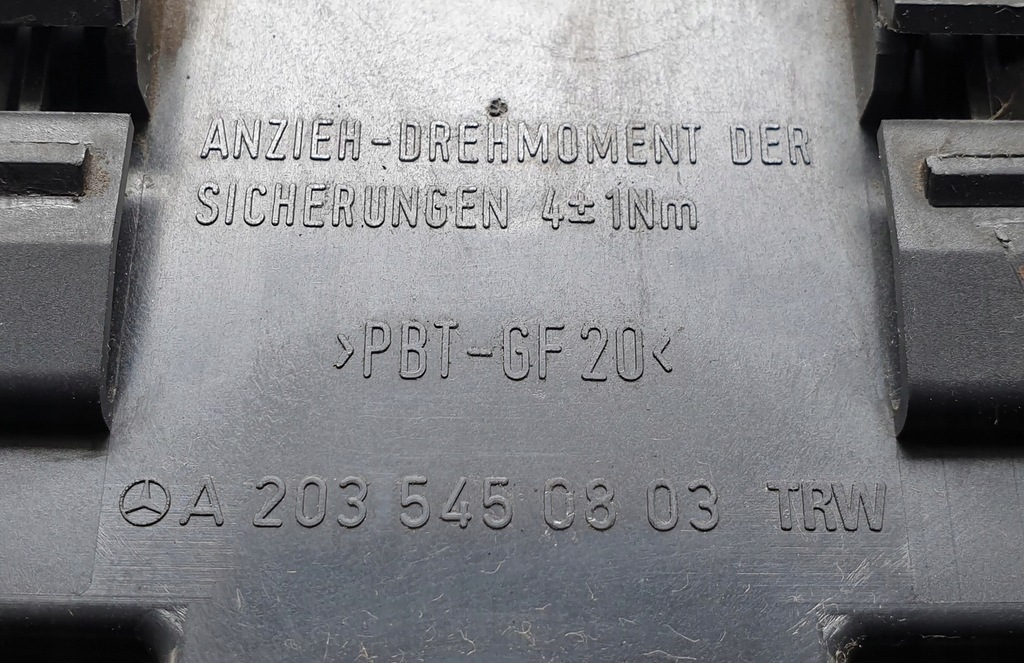 ANZIEH-DREHMOMENT DER
SICHERUNGEN 4±1Nm
>PBT-GF20<
A 203 545 08 03 TRW